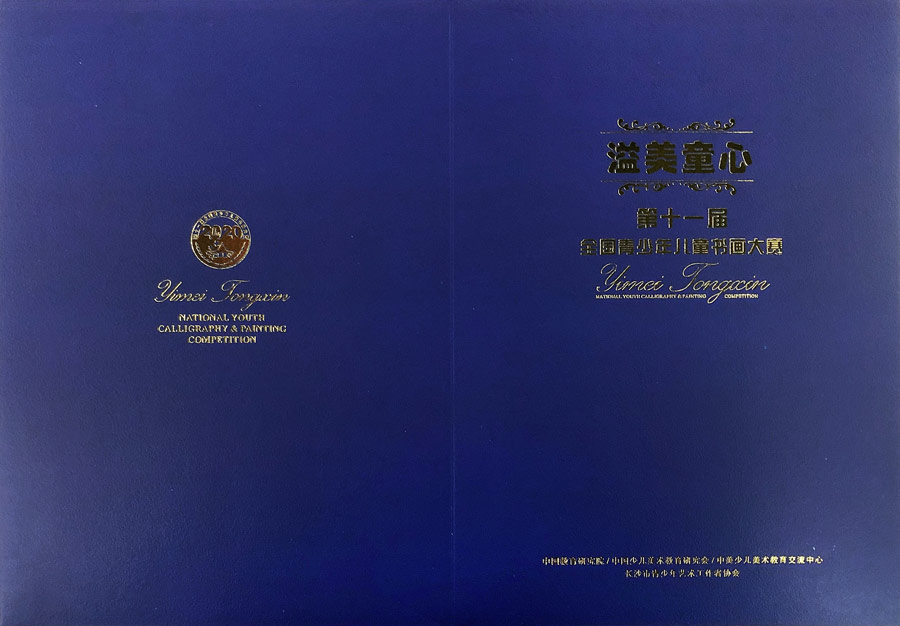 2020
Yimei Tongxin
NATIONAL YOUTH
CALLIGRAPHY & PAINTING
COMPETITION
溢美童心
第十一届
全国青少年儿童书画大赛
Yimei Tongxin
NATIONAL YOUTH CALLIGRAPHY & PAINTING COMPETITION
中国教育研究院/中国少儿美术教育研究会/中美少儿美术教育交流中心
长沙市青少年艺术工作者协会